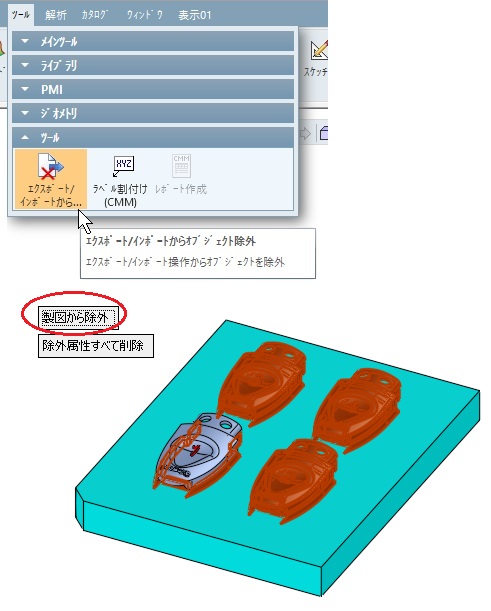 ﾂｰﾙ 解析 ｶﾀﾛｸﾞ ｳｨﾝﾄﾞｳ 表示01
ﾒｲﾝﾂｰﾙ
ﾗｲﾌﾞﾗﾘ
PMI
ｼﾞｵﾒﾄﾘ
ﾂｰﾙ
スケッチ
XYZ
CMM
ｴｸｽﾎﾟｰﾄ/
ｲﾝﾎﾟｰﾄから...
ﾗﾍﾞﾙ割付け
(CMM)
ﾚﾎﾟｰﾄ作成
ｴｸｽﾎﾟｰﾄ/ｲﾝﾎﾟｰﾄからｵﾌﾞｼﾞｪｸﾄ除外
ｴｸｽﾎﾟｰﾄ/ｲﾝﾎﾟｰﾄ操作からｵﾌﾞｼﾞｪｸﾄを除外
製図から除外
除外属性すべて削除